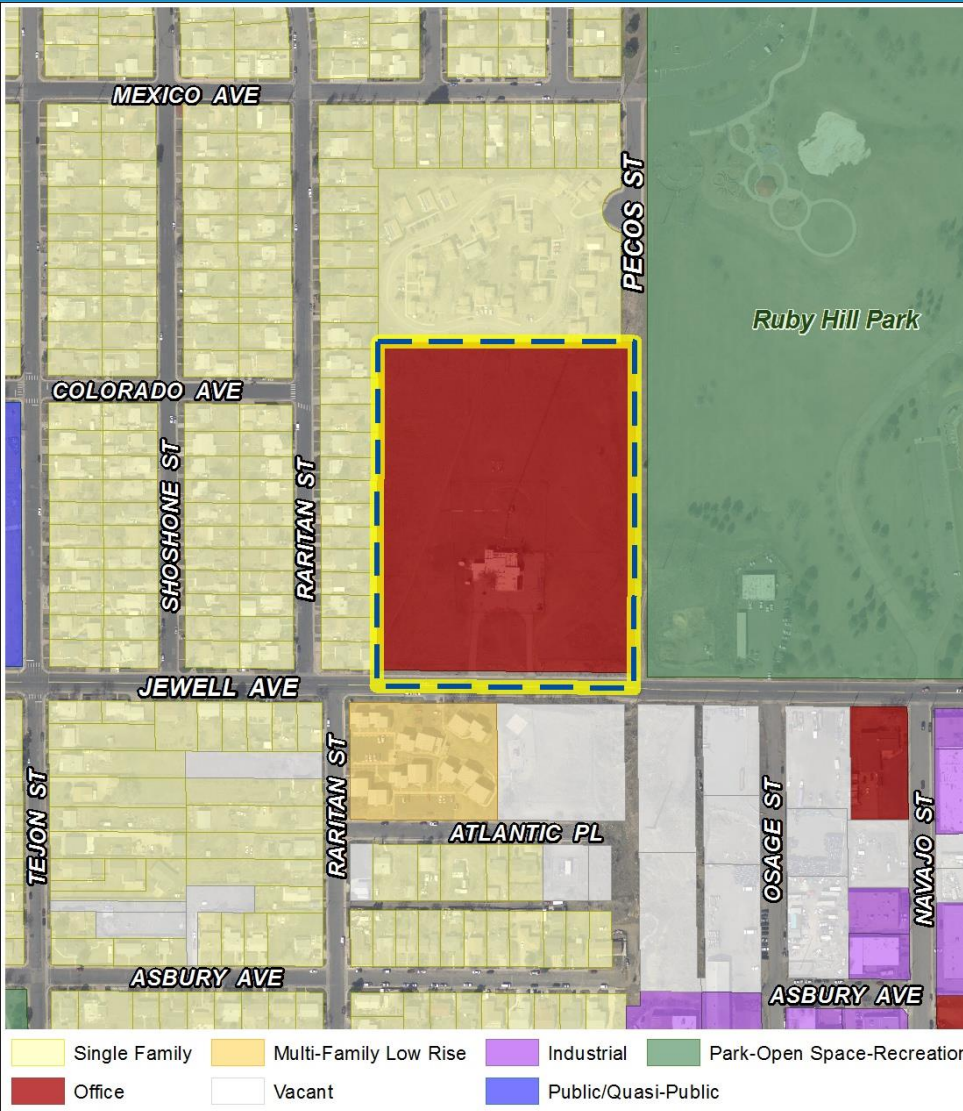 MEXICO AVE
PECOS ST
Ruby Hill Park
COLORADO AVE
SHOSHONE ST
RARITAN ST
JEWELL AVE
TEJON ST
RARITAN ST
ATLANTIC PL
OSAGE ST
NAVAJO ST
ASBURY AVE
ASBURY AVE
Single Family
Multi-Family Low Rise
Industrial
Park-Open Space-Recreation
Office
Vacant
Public/Quasi-Public